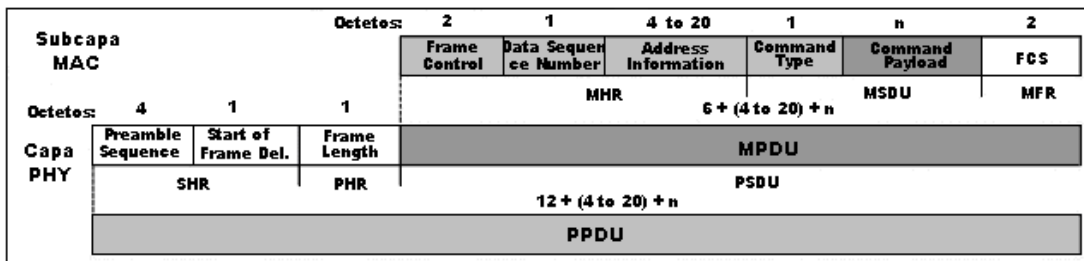 Octetos: 2 1 4 to 20 1 n 2
Subcapa
MAC
Frame
Control
Data Sequen
ce Number
Address
Information
Command
Type
Command
Payload
FCS
MHR MSDU MFR
Octetos: 4 1 1 6 + (4 to 20) + n
Capa
PHY
Preamble
Sequence
Start of
Frame Del.
Frame
Length
MPDU
SHR PHR PSDU
12 + (4 to 20) + n
PPDU